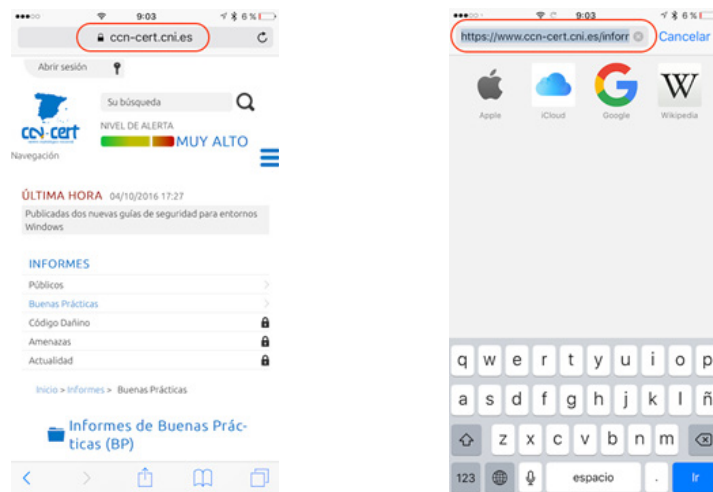 9:03
6 %
ccn-cert.cni.es
Abrir sesión
Su búsqueda
ccn-cert
NIVEL DE ALERTA
MUY ALTO
Navegación
ÚLTIMA HORA 04/10/2016 17:27
Publicadas dos nuevas guías de seguridad para entornos
Windows
INFORMES
Públicos
Buenas Prácticas
Código Dañino
Amenazas
Actualidad
Inicio > Informes > Buenas Prácticas
Informes de Buenas Prác-
ticas (BP)
9:03
6 %
https://www.ccn-cert.cni.es/inforr
Cancelar
W
Apple iCloud Google Wikipedia
q w e r t y u i o p
a s d f g h j k l ñ
z x c v b n m
123 espacio . Ir